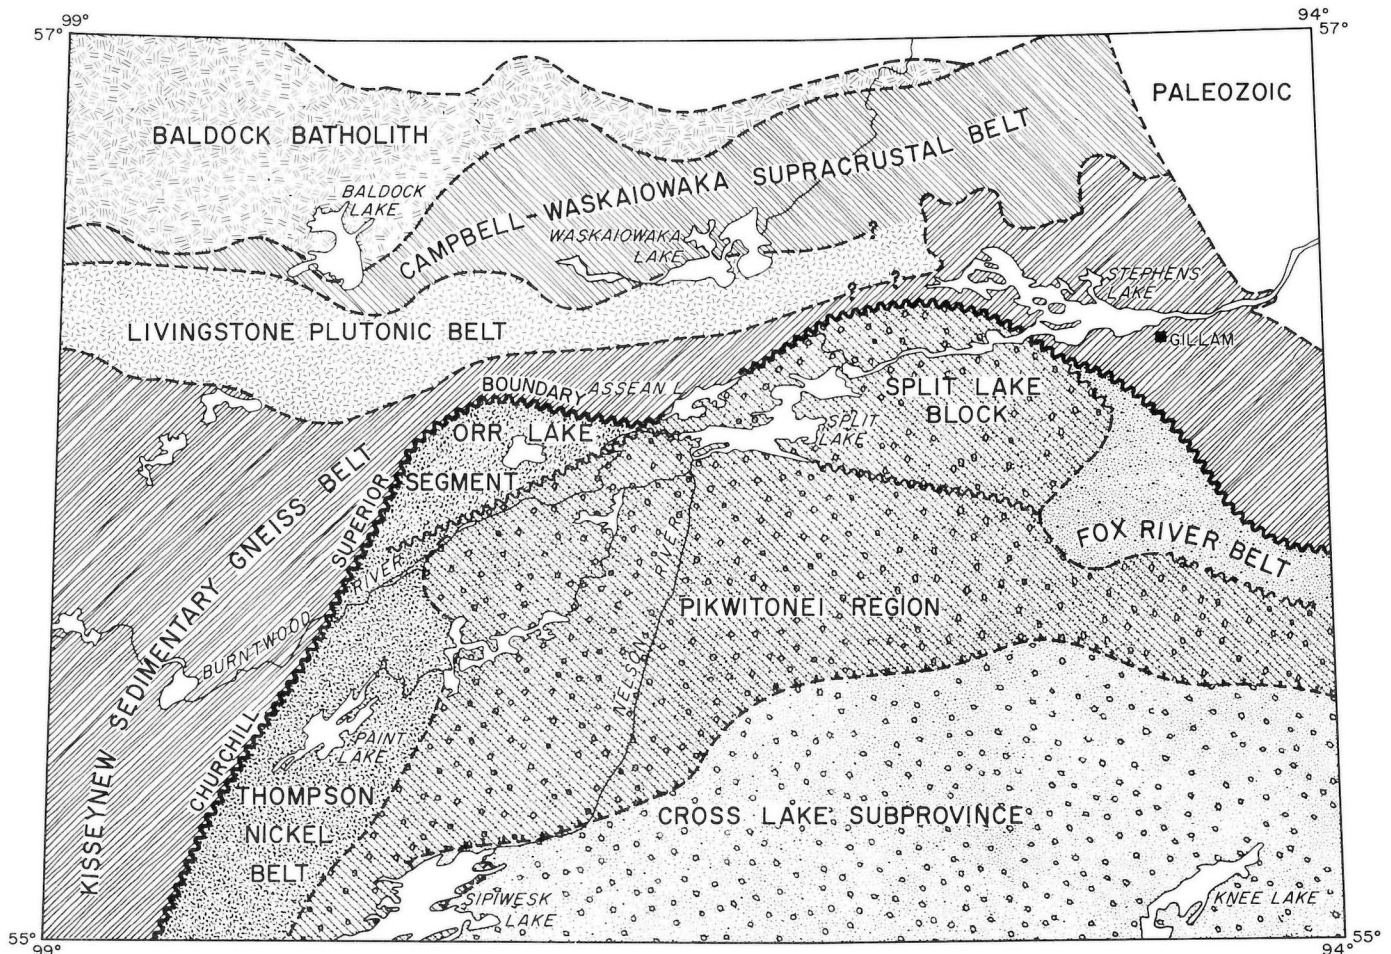 99°
94°
57°
57°
PALEOZOIC
BALDOCK BATHOLITH
CAMPBELL-WASKAIOWAKA SUPRACRUSTAL BELT
BALDOCK
LAKE
WASKAIOWAKA
LAKE
?
STEPHENS
LAKE
?
?
LIVINGSTONE PLUTONIC BELT
GILLAM
BOUNDARY
ASSEAN L.
SPLIT LAKE
BLOCK
ORR LAKE
SEGMENT
SPLIT
LAKE
KISSEYNEW SEDIMENTARY GNEISS BELT
SUPERIOR
CHURCHILL
FOX RIVER BELT
BURNTWOOD RIVER
NELSON RIVER
PIKWITONEI REGION
PAINT
LAKE
THOMPSON
NICKEL
BELT
CROSS LAKE SUBPROVINCE
SIPIWESK
LAKE
KNEE LAKE
55°
99°
55°
94°